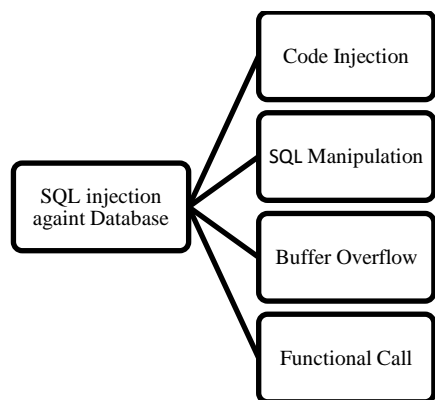 SQL injection
againt Database
Code Injection
SQL Manipulation
Buffer Overflow
Functional Call